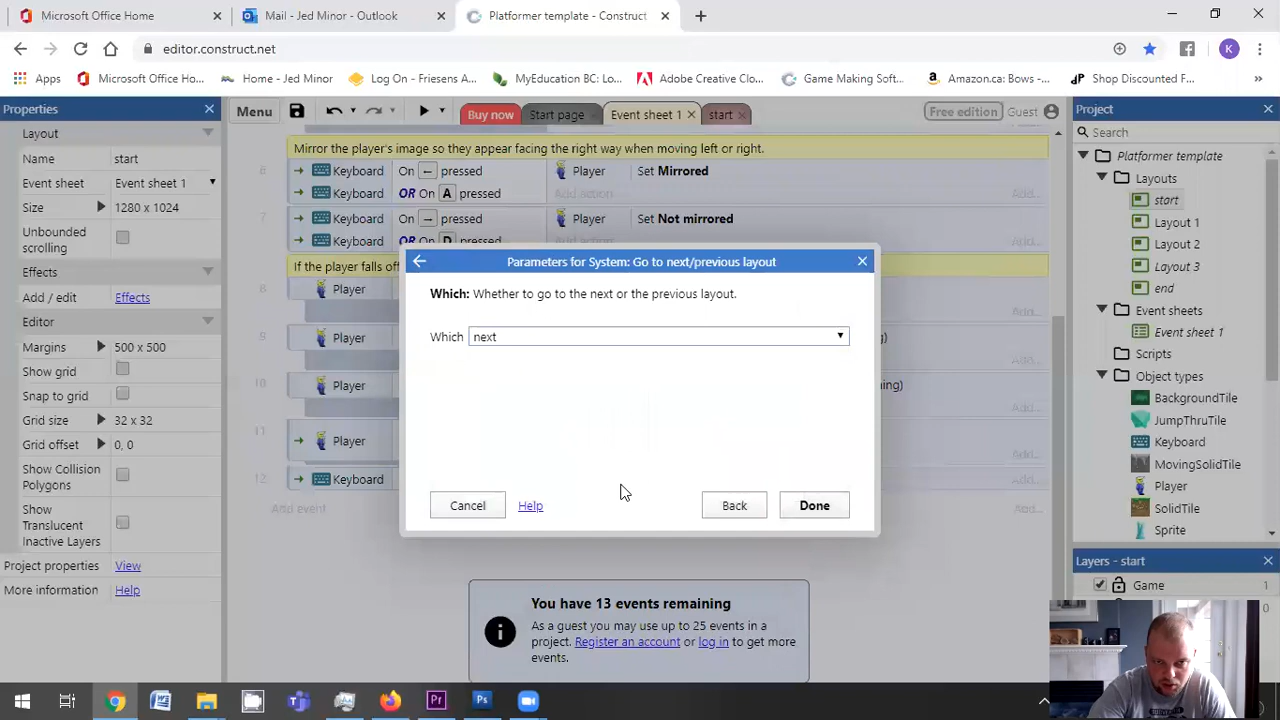 Microsoft Office Home
Mail - Jed Minor - Outlook
Platformer template - Construct
editor.construct.net
K
Apps
Microsoft Office Ho...
Home - Jed Minor -...
Log On - Friesens A...
MyEducation BC: Lo...
Adobe Creative Clo...
Game Making Soft...
Amazon.ca: Bows -...
Shop Discounted F...
Properties
Menu
Buy now
Start page
Event sheet 1
start
Free edition
Guest
Project
Layout
Name start
Event sheet Event sheet 1
Size 1280 x 1024
Unbounded
scrolling
Effects
Add / edit Effects
Editor
Margins 500 x 500
Show grid
Snap to grid
Grid size 32 x 32
Grid offset 0, 0
Show Collision
Polygons
Show
Translucent
Inactive Layers
Project properties View
More information Help
Mirror the player's image so they appear facing the right way when moving left or right.
6 Keyboard On ← pressed Player Set Mirrored
Keyboard OR On A pressed Add action Add...
7 Keyboard On → pressed Player Set Not mirrored
Keyboard OR On D pressed
If the player falls off
8 Player
9 Player
10 Player
11 Player
12 Keyboard
Add event
Add...
Parameters for System: Go to next/previous layout
Which: Whether to go to the next or the previous layout.
Which next
Cancel Help Back Done
You have 13 events remaining
As a guest you may use up to 25 events in a
project. Register an account or log in to get more
events.
Search
Platformer template
Layouts
start
Layout 1
Layout 2
Layout 3
end
Event sheets
Event sheet 1
Scripts
Object types
BackgroundTile
JumpThruTile
Keyboard
MovingSolidTile
Player
SolidTile
Sprite
Layers - start
Game 1
0